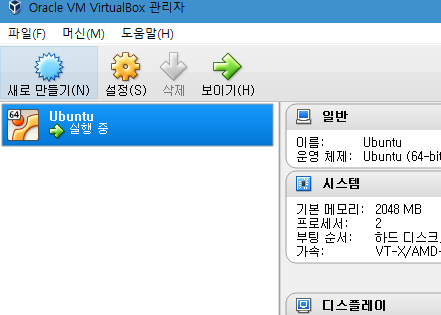 Oracle VM VirtualBox 관리자
파일(F) 머신(M) 도움말(H)
새로 만들기(N) 설정(S) 삭제 보이기(H)
64 Ubuntu
실행 중
일반
이름: Ubuntu
운영 체제: Ubuntu (64-bit
시스템
기본 메모리: 2048 MB
프로세서: 2
부팅 순서: 하드 디스크,
가속: VT-X/AMD-
디스플레이